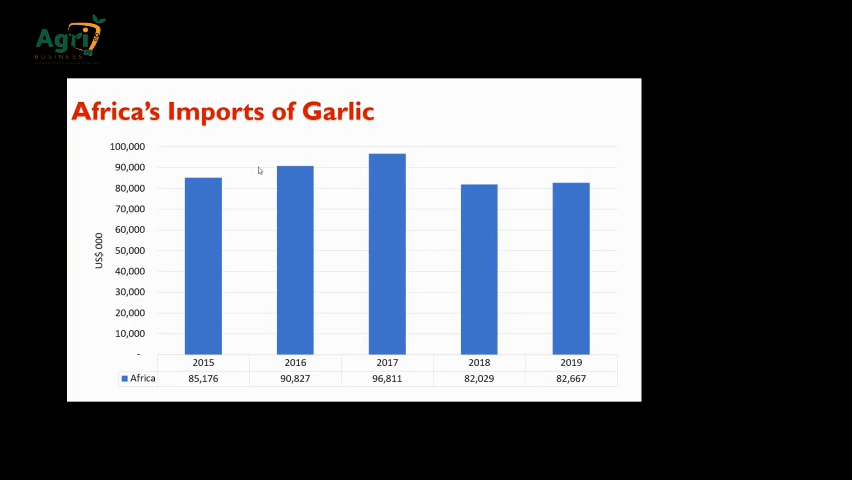 Agri
BUSINESS
Africa's Imports of Garlic
100,000
90,000
80,000
70,000
60,000
50,000
40,000
30,000
20,000
10,000
-
US$ 000
2015 2016 2017 2018 2019
Africa 85,176 90,827 96,811 82,029 82,667